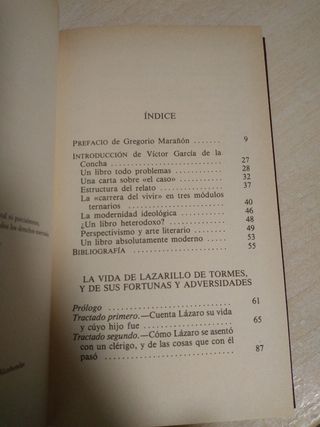 ÍNDICE
PREFACIO de Gregorio Marañón ....... 9
INTRODUCCIÓN de Víctor García de la
Concha ................. 27
Un libro todo problemas ........ 28
Una carta sobre «el caso» ....... 32
Estructura del relato .......... 37
La «carrera del vivir» en tres módulos
ternarios ................ 40
La modernidad ideológica ....... 46
¿Un libro heterodoxo? ......... 48
Perspectivismo y arte literario .... 49
Un libro absolutamente moderno .. 53
BIBLIOGRAFÍA ................ 55
LA VIDA DE LAZARILLO DE TORMES,
Y DE SUS FORTUNAS Y ADVERSIDADES
Prólogo .................... 61
Tractado primero.—Cuenta Lázaro su vida
y cúyo hijo fue .............. 65
Tractado segundo.—Cómo Lázaro se asentó
con un clérigo, y de las cosas que con él
pasó ..................... 87